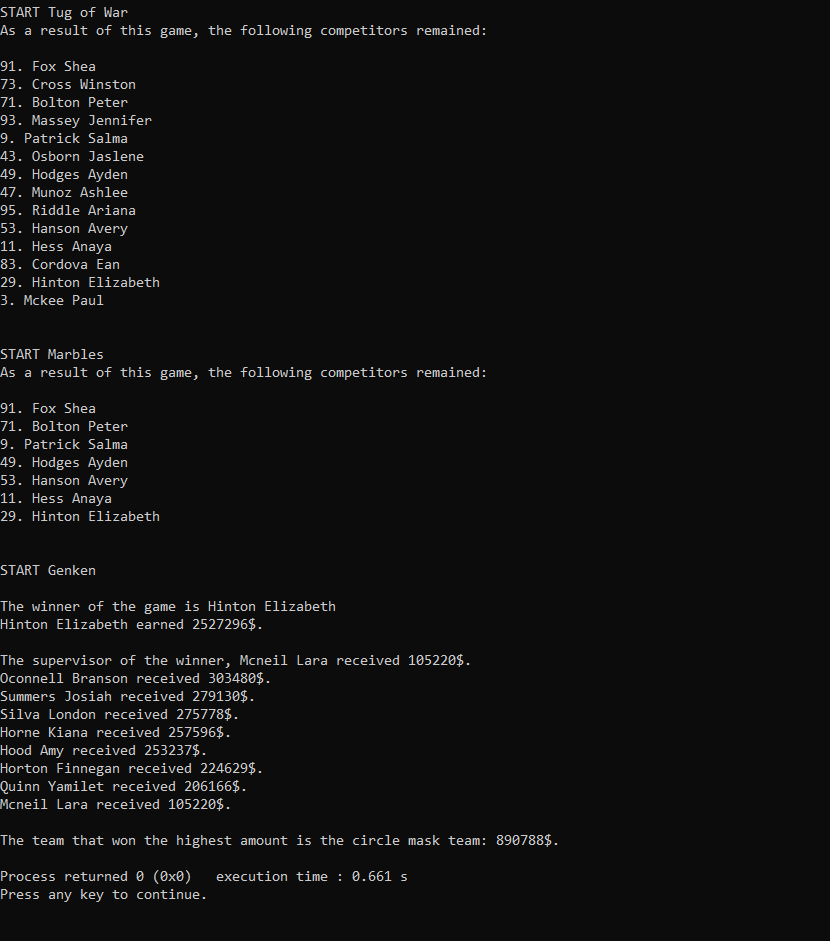 START Tug of War
As a result of this game, the following competitors remained:
91. Fox Shea
73. Cross Winston
71. Bolton Peter
93. Massey Jennifer
9. Patrick Salma
43. Osborn Jaslene
49. Hodges Ayden
47. Munoz Ashlee
95. Riddle Ariana
53. Hanson Avery
11. Hess Anaya
83. Cordova Ean
29. Hinton Elizabeth
3. Mckee Paul
START Marbles
As a result of this game, the following competitors remained:
91. Fox Shea
71. Bolton Peter
9. Patrick Salma
49. Hodges Ayden
53. Hanson Avery
11. Hess Anaya
29. Hinton Elizabeth
START Genken
The winner of the game is Hinton Elizabeth
Hinton Elizabeth earned 2527296$.
The supervisor of the winner, Mcneil Lara received 105220$.
Oconnell Branson received 303480$.
Summers Josiah received 279130$.
Silva London received 275778$.
Horne Kiana received 257596$.
Hood Amy received 253237$.
Horton Finnegan received 224629$.
Quinn Yamilet received 206166$.
Mcneil Lara received 105220$.
The team that won the highest amount is the circle mask team: 890788$.
Process returned 0 (0x0)   execution time : 0.661 s
Press any key to continue.